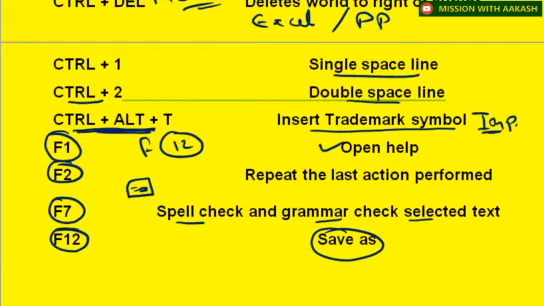 CTRL + DEL Deletes world to right o
MISSION WITH AAKASH
Excel / PP
CTRL + 1 Single space line
CTRL + 2 Double space line
CTRL + ALT + T Insert Trademark symbol Imp.
F1 F 12 Open help
F2 Repeat the last action performed
F7 Spell check and grammar check selected text
F12 Save as